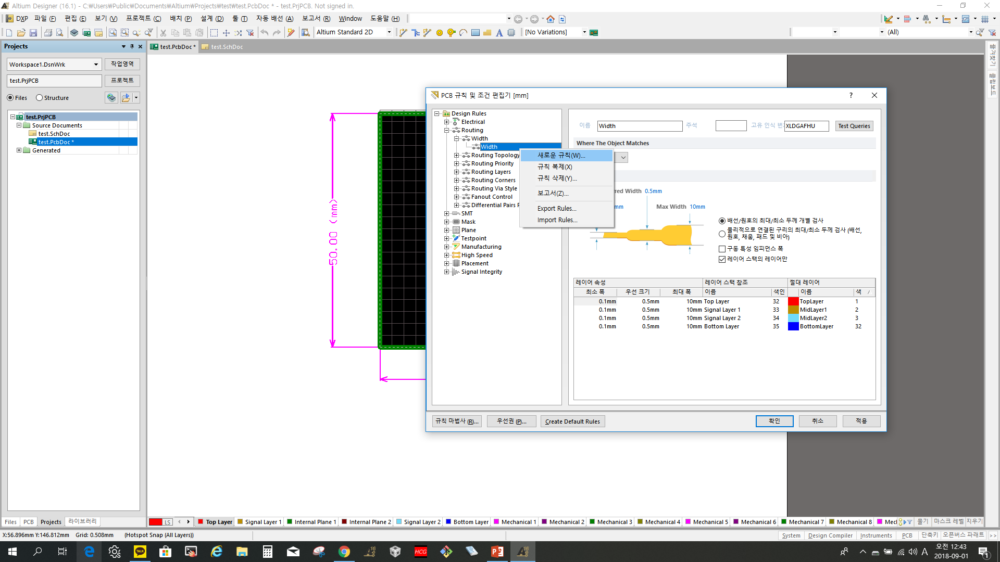 Altium Designer (16.1) - C:₩Users₩Public₩Documents₩Altium₩Projects₩test₩test.PcbDoc * - test.PrjPCB. Not signed in.
DXP 파일 (F) 편집 (E) 보기 (V) 프로젝트 (C) 배치 (P) 설계 (D) 툴 (T) 자동 배선 (A) 보고서 (R) Window 도움말 (H)
Altium Standard 2D [No Variations] (All)
Projects
test.PcbDoc * test.SchDoc
Workspace1.DsnWrk 작업영역
test.PrjPCB 프로젝트
Files Structure
test.PrjPCB
Source Documents
test.SchDoc
test.PcbDoc *
Generated
50.00 (mm)
즐겨찾기
클립보드
PCB 규칙 및 조건 편집기 [mm]
?
Design Rules
Electrical
Routing
Width
Width
Routing Topology
Routing Priority
Routing Layers
Routing Corners
Routing Via Style
Fanout Control
Differential Pairs R
SMT
Mask
Plane
Testpoint
Manufacturing
High Speed
Placement
Signal Integrity
새로운 규칙(W)...
규칙 복제(X)
규칙 삭제(Y)...
보고서(Z)...
Export Rules...
Import Rules...
이름 Width 주석 고유 인식 번 XLDGAFHU Test Queries
Where The Object Matches
red Width 0.5mm
mm Max Width 10mm
배선/원호의 최대/최소 두께 개별 검사
물리적으로 연결된 구리의 최대/최소 두께 검사 (배선,
원호, 채움, 패드 및 비아)
구동 특성 임피던스 폭
레이어 스택의 레이어만
레이어 속성 레이어 스택 참조 절대 레이어
최소 폭 우선 크기 최대 폭 이름 색인 이름 색
0.1mm 0.5mm 10mm Top Layer 32 TopLayer 1
0.1mm 0.5mm 10mm Signal Layer 1 33 MidLayer1 2
0.1mm 0.5mm 10mm Signal Layer 2 34 MidLayer2 3
0.1mm 0.5mm 10mm Bottom Layer 35 BottomLayer 32
규칙 마법사 (R)... 우선권 (P)... Create Default Rules 확인 취소 적용
Files PCB Projects 라이브러리
LS Top Layer Signal Layer 1 Internal Plane 1 Internal Plane 2 Signal Layer 2 Bottom Layer Mechanical 1 Mechanical 2 Mechanical 3 Mechanical 4 Mechanical 5 Mechanical 6 Mechanical 7 Mechanical 8 Mecl 풀기 마스크 레벨 지우기
X:56.896mm Y:146.812mm Grid: 0.508mm (Hotspot Snap (All Layers))
System Design Compiler Instruments PCB 단축키 오픈버스 파래트 >>
TALK
HCG
16
16
A
오전 12:43
2018-09-01
1